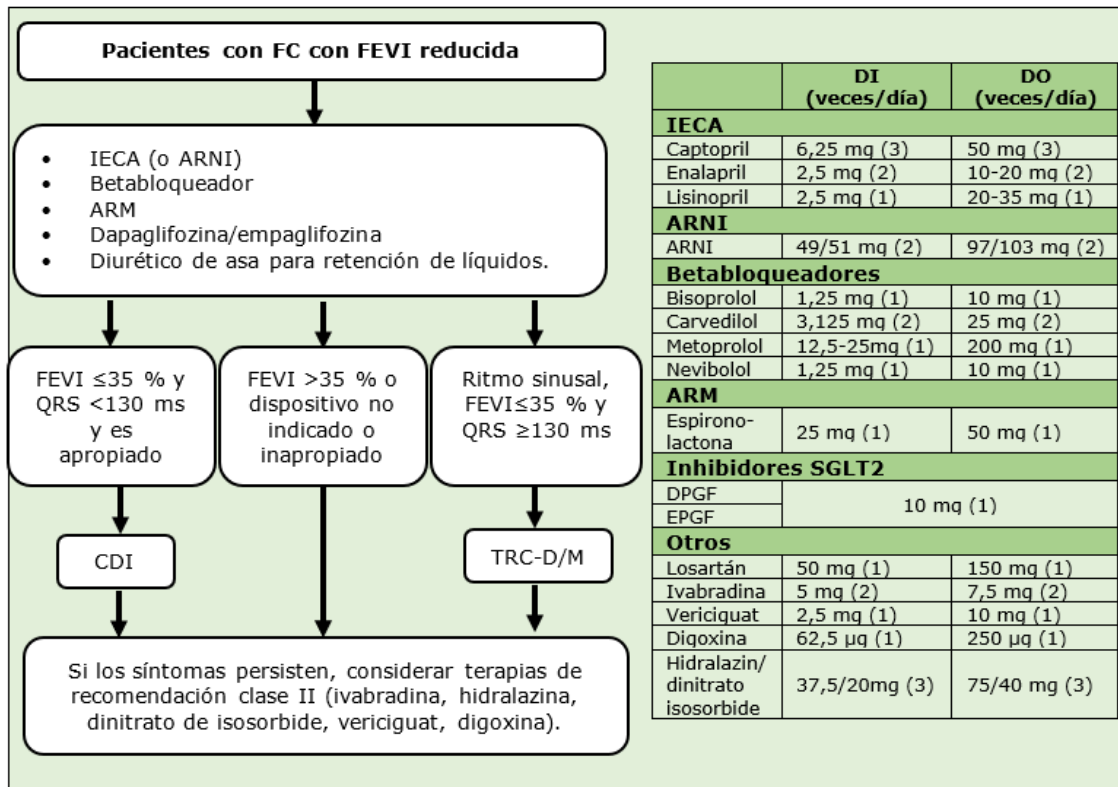 Pacientes con FC con FEVI reducida
• IECA (o ARNI)
• Betabloqueador
• ARM
• Dapaglifozina/empaglifozina
• Diurético de asa para retención de líquidos.
FEVI ≤35 % y
QRS <130 ms
y es
apropiado
FEVI >35 % o
dispositivo no
indicado o
inapropiado
Ritmo sinusal,
FEVI≤35 % y
QRS ≥130 ms
CDI
TRC-D/M
Si los síntomas persisten, considerar terapias de
recomendación clase II (ivabradina, hidralazina,
dinitrato de isosorbide, vericiguat, digoxina).
DI DO
(veces/día) (veces/día)
IECA
Captopril 6,25 mg (3) 50 mg (3)
Enalapril 2,5 mg (2) 10-20 mg (2)
Lisinopril 2,5 mg (1) 20-35 mg (1)
ARNI
ARNI 49/51 mg (2) 97/103 mg (2)
Betabloqueadores
Bisoprolol 1,25 mg (1) 10 mg (1)
Carvedilol 3,125 mg (2) 25 mg (2)
Metoprolol 12,5-25mg (1) 200 mg (1)
Nevibolol 1,25 mg (1) 10 mg (1)
ARM
Espirono-
lactona 25 mg (1) 50 mg (1)
Inhibidores SGLT2
DPGF
EPGF
10 mg (1)
Otros
Losartán 50 mg (1) 150 mg (1)
Ivabradina 5 mg (2) 7,5 mg (2)
Vericiguat 2,5 mg (1) 10 mg (1)
Digoxina 62,5 µg (1) 250 µg (1)
Hidralazin/
dinitrato 37,5/20mg (3) 75/40 mg (3)
isosorbide